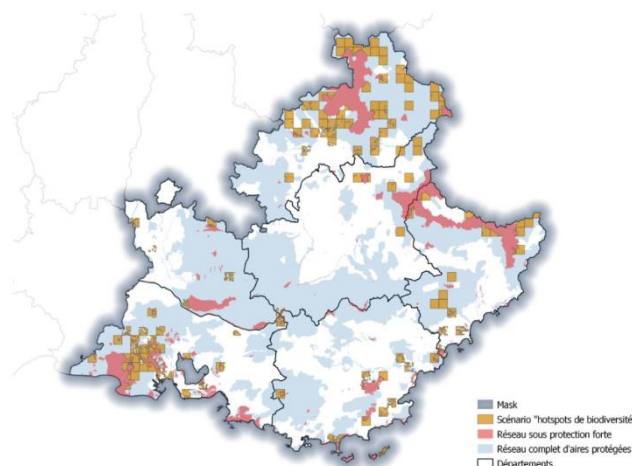 Mask
Scénario "hotspots de biodiversité
Réseau sous protection forte
Réseau complet d'aires protégées
Départements